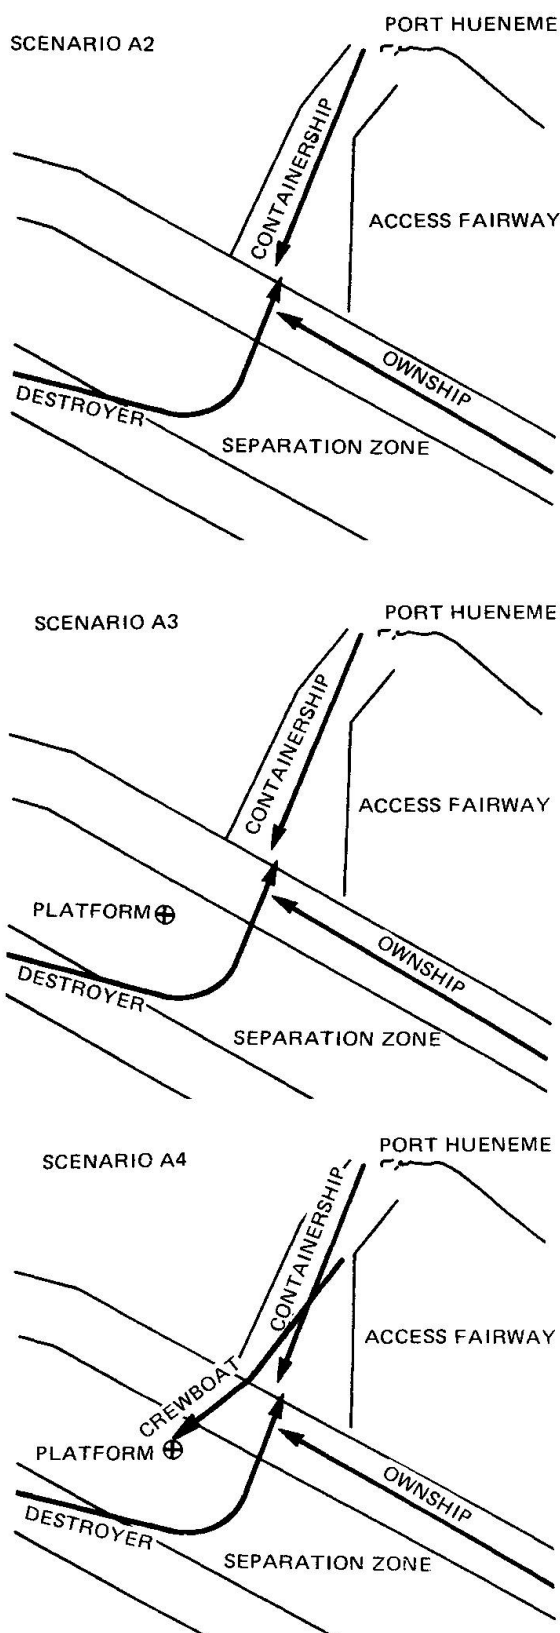 SCENARIO A2
PORT HUENEME
CONTAINERSHIP
ACCESS FAIRWAY
OWNSHIP
DESTROYER
SEPARATION ZONE
SCENARIO A3
PORT HUENEME
CONTAINERSHIP
ACCESS FAIRWAY
PLATFORM
OWNSHIP
DESTROYER
SEPARATION ZONE
SCENARIO A4
PORT HUENEME
CONTAINERSHIP
ACCESS FAIRWAY
CREWBOAT
PLATFORM
OWNSHIP
DESTROYER
SEPARATION ZONE